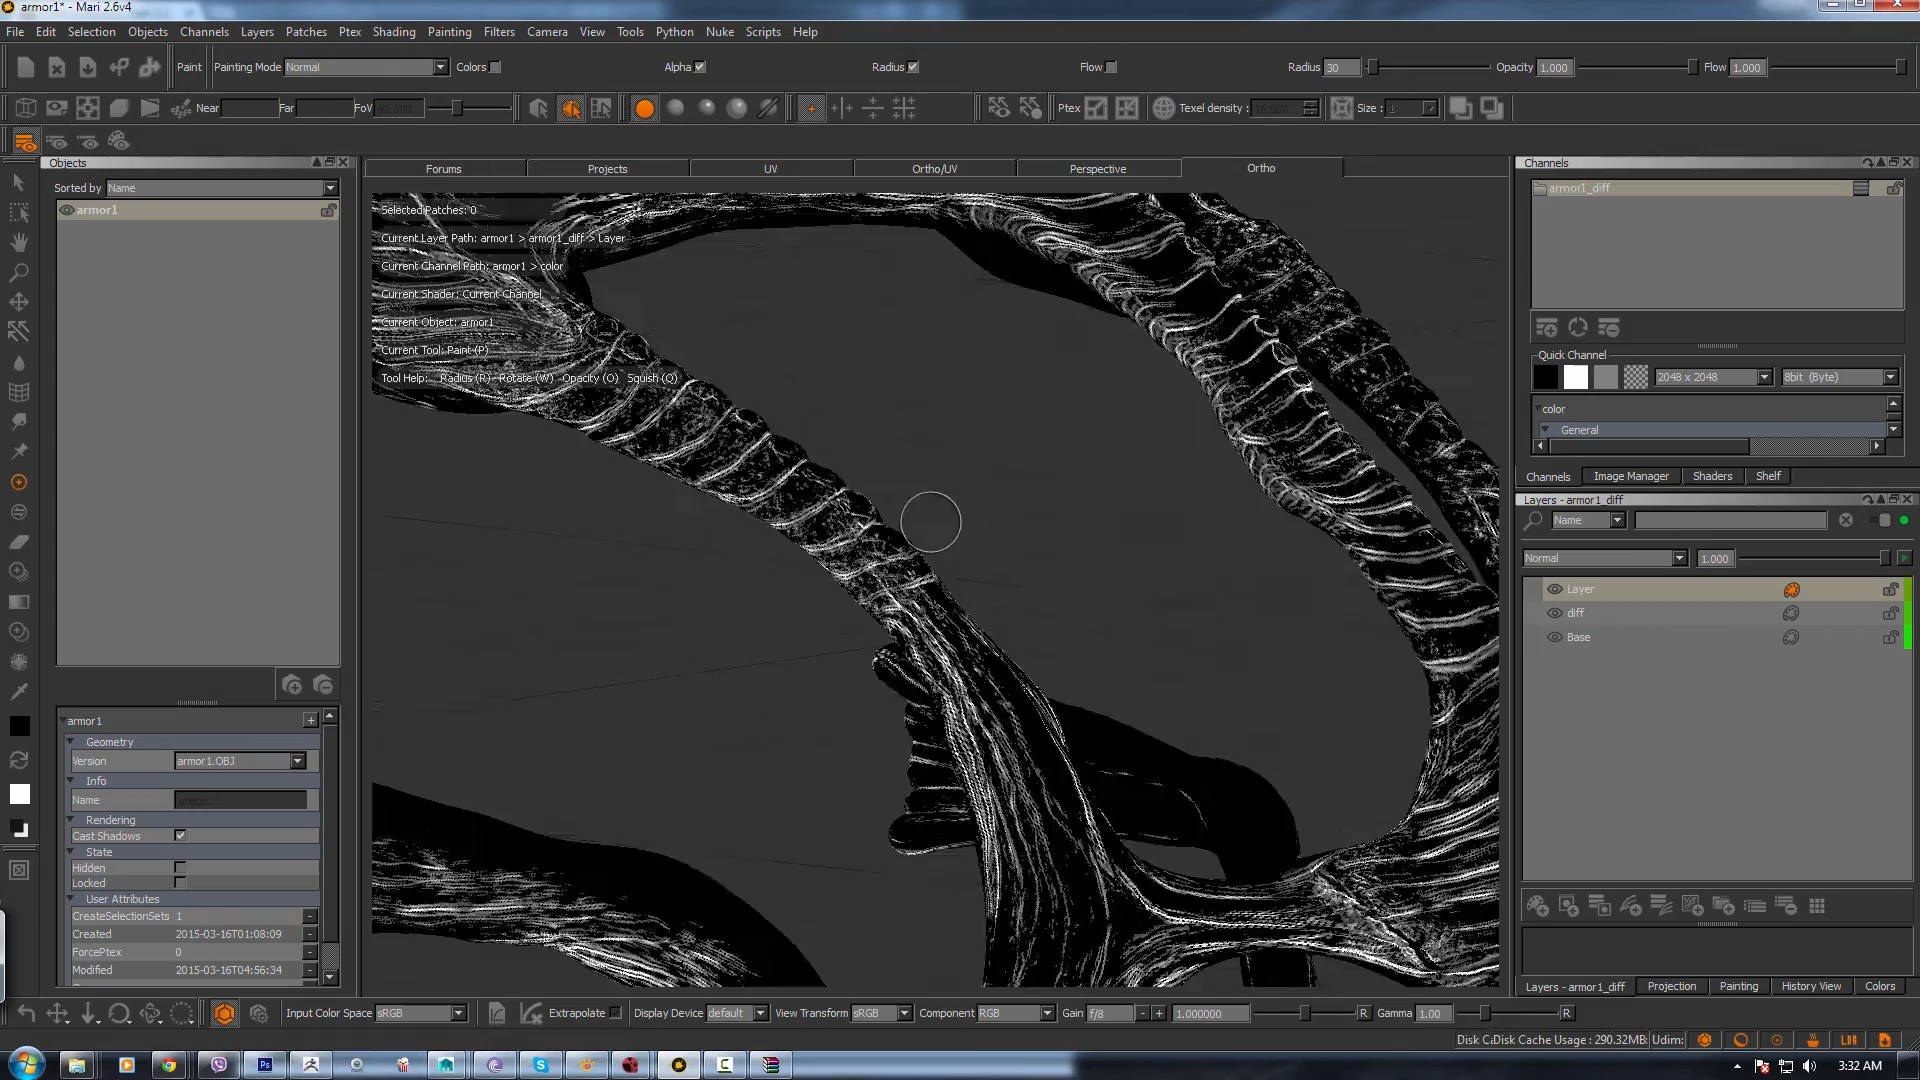 armor1* - Mari 2.6v4
File Edit Selection Objects Channels Layers Patches Ptex Shading Painting Filters Camera View Tools Python Nuke Scripts Help
Paint Painting Mode Normal Colors Alpha Radius Flow Radius 30 Opacity 1.000 Flow 1.000
Near Far FoV Ptex Texel density : Size : 1
Objects
Sorted by Name
armor1
Forums Projects UV Ortho/UV Perspective Ortho
Selected Patches: 0
Current Layer Path: armor1 > armor1_diff > Layer
Current Channel Path: armor1 > color
Current Shader: Current Channel
Current Object: armor1
Current Tool: Paint (P)
Tool Help: Radius (R) Rotate (W) Opacity (O) Squish (Q)
Channels
armor1_diff
Quick Channel
2048 x 2048 8bit (Byte)
color
General
Channels Image Manager Shaders Shelf
Layers - armor1_diff
Name
Normal 1.000
Layer
diff
Base
Layers - armor1_diff Projection Painting History View Colors
armor1
Geometry
Version armor1.OBJ
Info
Name
Rendering
Cast Shadows
State
Hidden
Locked
User Attributes
CreateSelectionSets 1
Created 2015-03-16T01:08:09
ForcePtex 0
Modified 2015-03-16T04:56:34
Input Color Space sRGB Extrapolate Display Device default View Transform sRGB Component RGB Gain f/8 - + 1.000000 R Gamma 1.00 R
Disk Cache Usage : 290.32MB Udim:
LDR
3:32 AM